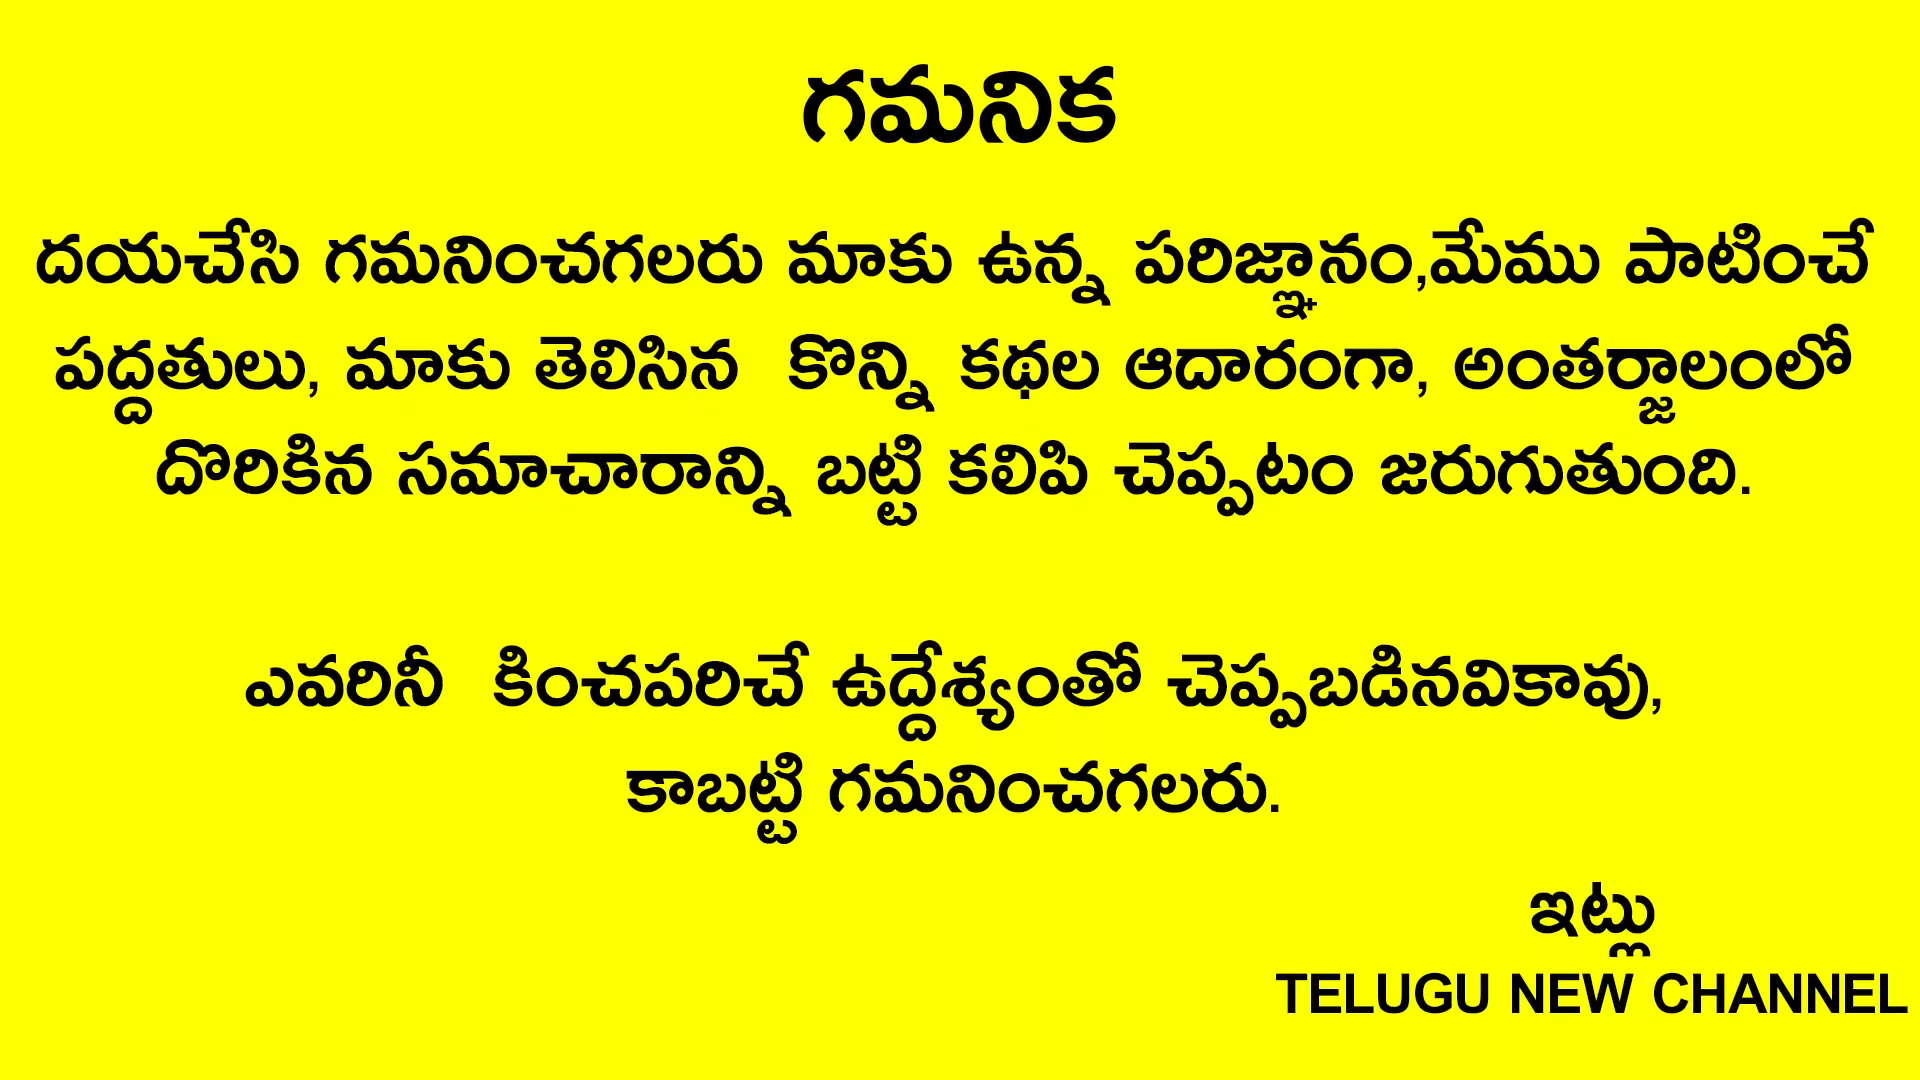 గమనిక
దయచేసి గమనించగలరు మాకు ఉన్న పరిజ్ఞానం,మేము పాటించే
పద్దతులు, మాకు తెలిసిన కొన్ని కథల ఆదారంగా, అంతర్జాలంలో
దొరికిన సమాచారాన్ని బట్టి కలిపి చెప్పటం జరుగుతుంది.
ఎవరినీ కించపరిచే ఉద్దేశ్యంతో చెప్పబడినవికావు,
కాబట్టి గమనించగలరు.
ఇట్లు
TELUGU NEW CHANNEL